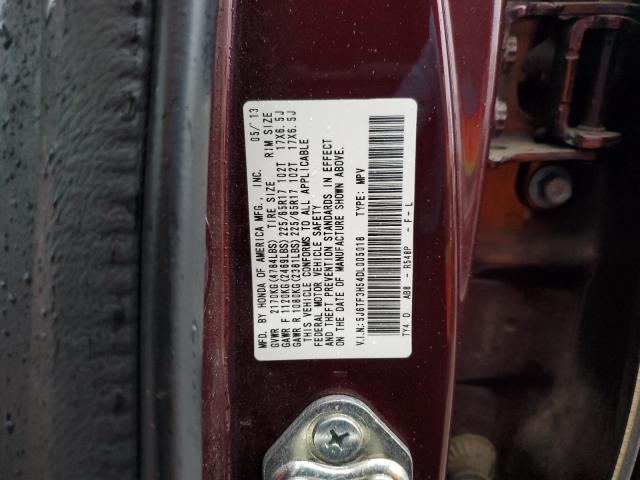 MFD. BY HONDA OF AMERICA MFG., INC. 05/'13
GVWR 2170KG(4784LBS) TIRE SIZE RIM SIZE
GAWR F 1120KG(2469LBS) 225/65R17 102T 17X6.5J
GAWR R 1080KG(2381LBS) 225/65R17 102T 17X6.5J
THIS VEHICLE CONFORMS TO ALL APPLICABLE
FEDERAL MOTOR VEHICLE SAFETY
AND THEFT PREVENTION STANDARDS IN EFFECT
ON THE DATE OF MANUFACTURE SHOWN ABOVE.
V.I.N:5J6TF3H54DL005018 TYPE: MPV
TY4 D AB8 - R548P - F-L